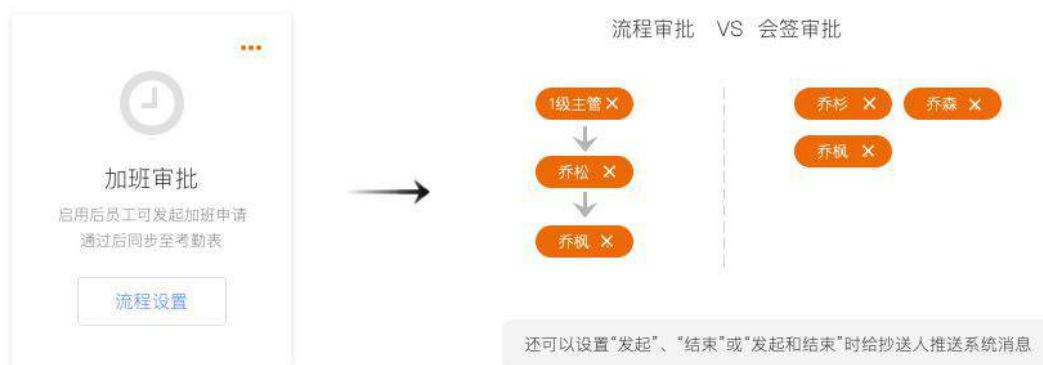 加班审批
启用后员工可发起加班申请
通过后同步至考勤表
流程设置
流程审批 VS 会签审批
1级主管 ×
乔松 ×
乔枫 ×
乔杉 × 乔森 ×
乔枫 ×
还可以设置“发起”、“结束”或“发起和结束”时给抄送人推送系统消息